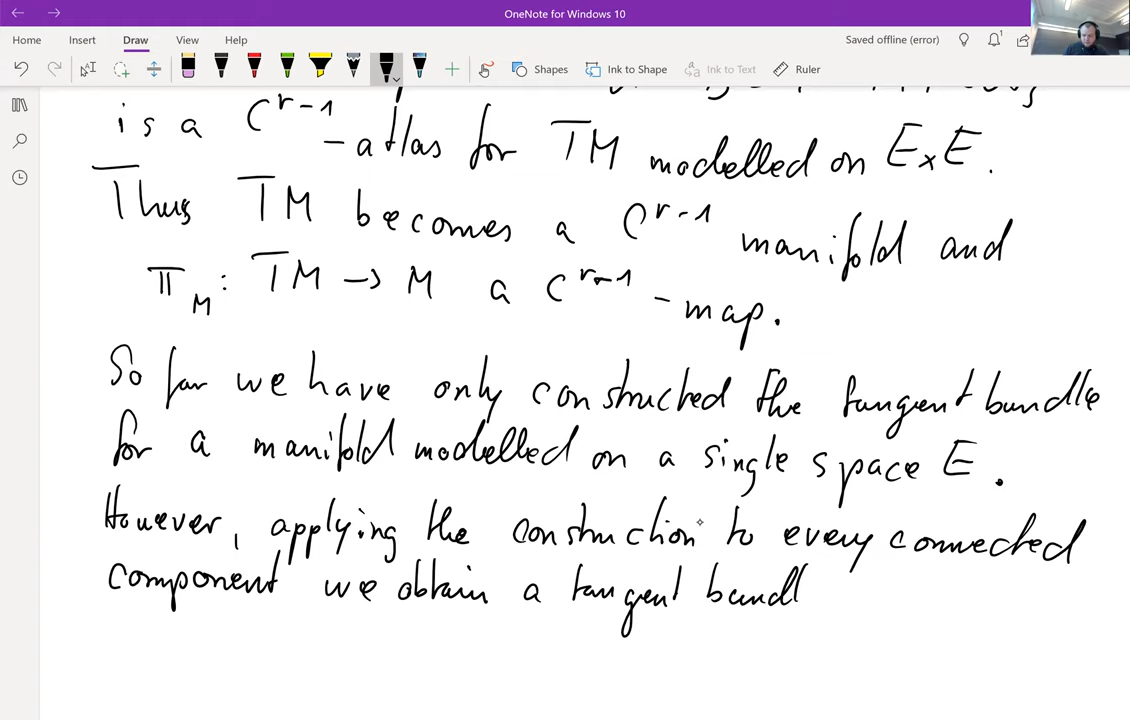 OneNote for Windows 10
Home Insert Draw View Help
Saved offline (error)
Shapes Ink to Shape Ink to Text Ruler
is a C^{r-1}-atlas for TM modelled on E×E.
Thus TM becomes a C^{r-1} manifold and
π_M : TM → M a C^{r-1}-map.
So far we have only constructed the tangent bundle
for a manifold modelled on a single space E.
However, applying the construction to every connected
component we obtain a tangent bundl